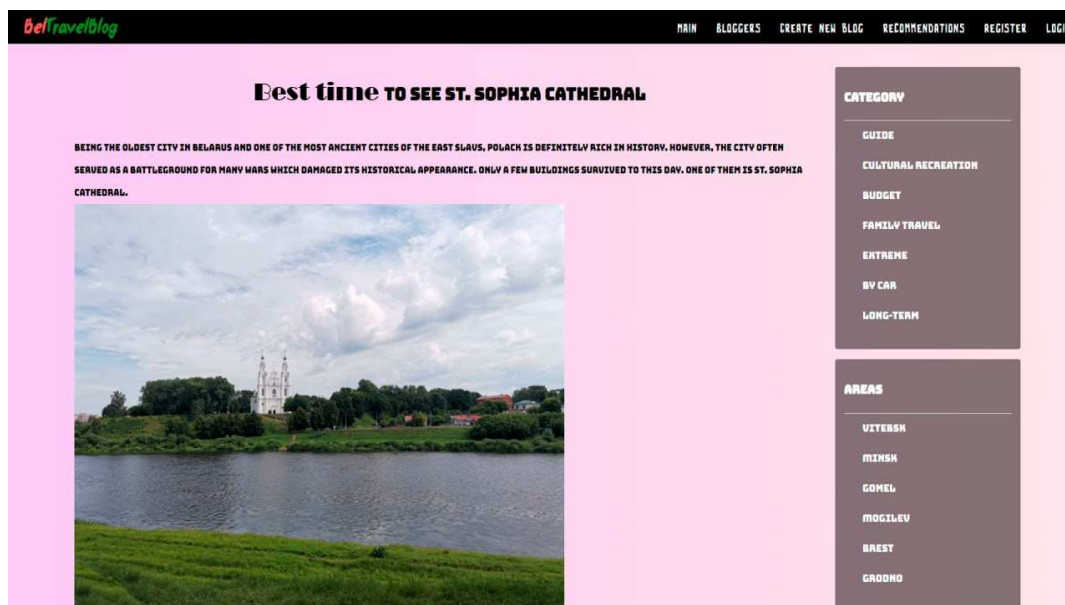 BelTravelBlog
MAIN BLOGGERS CREATE NEW BLOG RECOMMENDATIONS REGISTER LOGI
Best time TO SEE ST. SOPHIA CATHEDRAL
BEING THE OLDEST CITY IN BELARUS AND ONE OF THE MOST ANCIENT CITIES OF THE EAST SLAVS, POLACK IS DEFINITELY RICH IN HISTORY. HOWEVER, THE CITY OFTEN
SERVED AS A BATTLEGROUND FOR MANY WARS WHICH DAMAGED ITS HISTORICAL APPEARANCE. ONLY A FEW BUILDINGS SURVIVED TO THIS DAY. ONE OF THEM IS ST. SOPHIA
CATHEDRAL.
CATEGORY
GUIDE
CULTURAL RECREATION
BUDGET
FAMILY TRAVEL
EXTREME
BY CAR
LONG-TERM
AREAS
VITEBSK
MINSK
GOMEL
MOGILEV
BREST
GRODNO